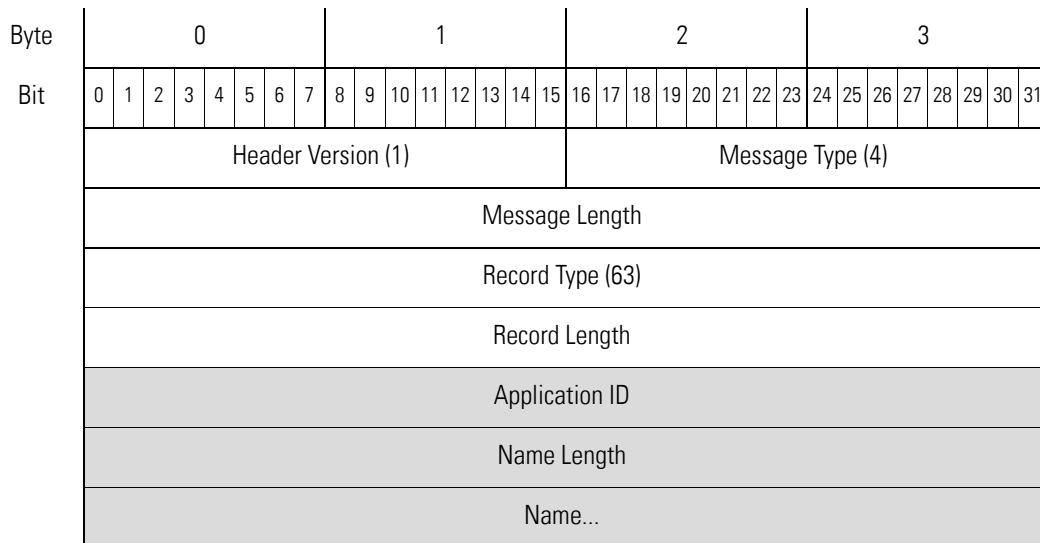 Byte 0 1 2 3
Bit 0 1 2 3 4 5 6 7 8 9 10 11 12 13 14 15 16 17 18 19 20 21 22 23 24 25 26 27 28 29 30 31
Header Version (1) Message Type (4)
Message Length
Record Type (63)
Record Length
Application ID
Name Length
Name...